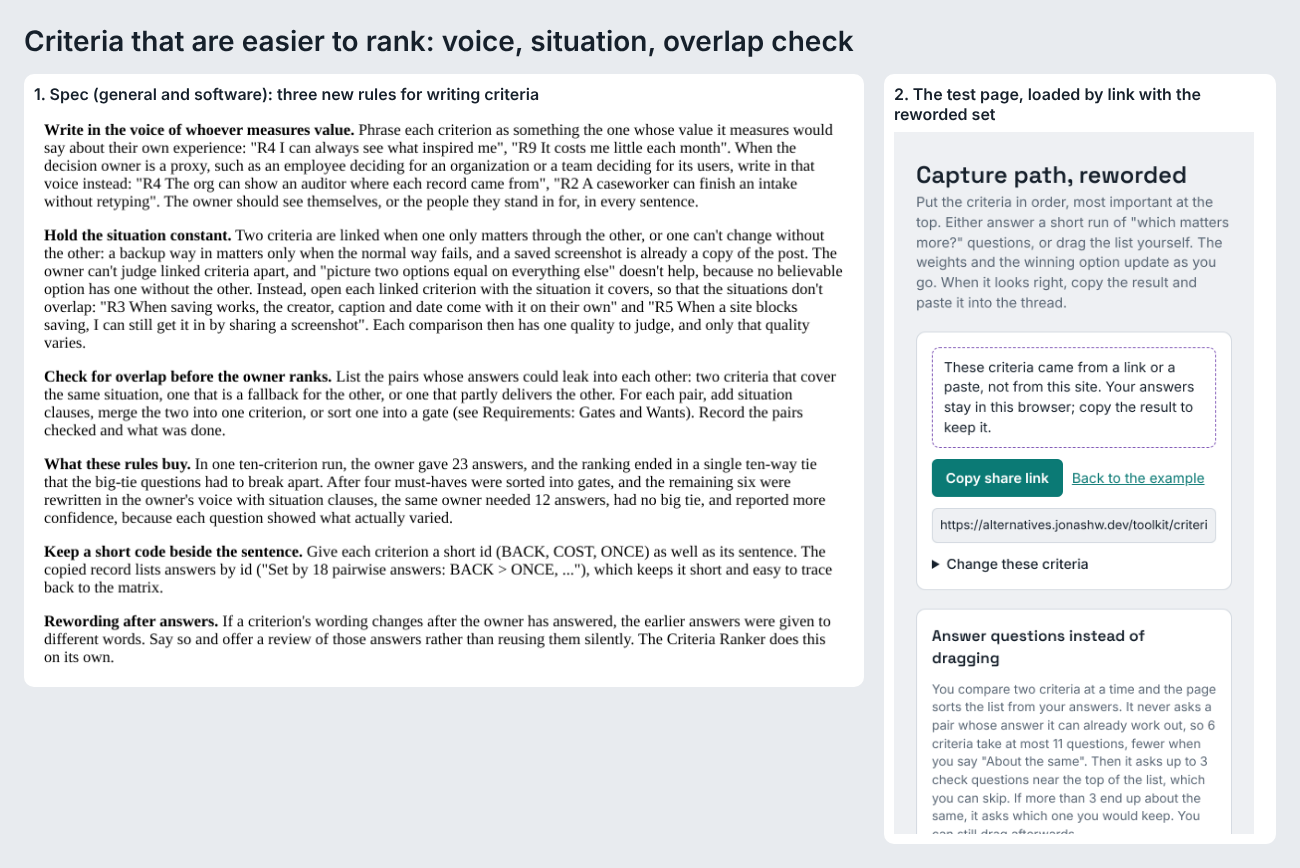 Criteria that are easier to rank: voice, situation, overlap check
1. Spec (general and software): three new rules for writing criteria
Write in the voice of whoever measures value. Phrase each criterion as something the one whose value it measures would
say about their own experience: "R4 I can always see what inspired me", "R9 It costs me little each month". When the
decision owner is a proxy, such as an employee deciding for an organization or a team deciding for its users, write in that
voice instead: "R4 The org can show an auditor where each record came from", "R2 A caseworker can finish an intake
without retyping". The owner should see themselves, or the people they stand in for, in every sentence.
Hold the situation constant. Two criteria are linked when one only matters through the other, or one can't change without
the other: a backup way in matters only when the normal way fails, and a saved screenshot is already a copy of the post. The
owner can't judge linked criteria apart, and "picture two options equal on everything else" doesn't help, because no believable
option has one without the other. Instead, open each linked criterion with the situation it covers, so that the situations don't
overlap: "R3 When saving works, the creator, caption and date come with it on their own" and "R5 When a site blocks
saving, I can still get it in by sharing a screenshot". Each comparison then has one quality to judge, and only that quality
varies.
Check for overlap before the owner ranks. List the pairs whose answers could leak into each other: two criteria that cover
the same situation, one that is a fallback for the other, or one that partly delivers the other. For each pair, add situation
clauses, merge the two into one criterion, or sort one into a gate (see Requirements: Gates and Wants). Record the pairs
checked and what was done.
What these rules buy. In one ten-criterion run, the owner gave 23 answers, and the ranking ended in a single ten-way tie
that the big-tie questions had to break apart. After four must-haves were sorted into gates, and the remaining six were
rewritten in the owner's voice with situation clauses, the same owner needed 12 answers, had no big tie, and reported more
confidence, because each question showed what actually varied.
Keep a short code beside the sentence. Give each criterion a short id (BACK, COST, ONCE) as well as its sentence. The
copied record lists answers by id ("Set by 18 pairwise answers: BACK > ONCE, ..."), which keeps it short and easy to trace
back to the matrix.
Rewording after answers. If a criterion's wording changes after the owner has answered, the earlier answers were given to
different words. Say so and offer a review of those answers rather than reusing them silently. The Criteria Ranker does this
on its own.
2. The test page, loaded by link with the
reworded set
Capture path, reworded
Put the criteria in order, most important at the
top. Either answer a short run of "which matters
more?" questions, or drag the list yourself. The
weights and the winning option update as you
go. When it looks right, copy the result and
paste it into the thread.
These criteria came from a link or a
paste, not from this site. Your answers
stay in this browser; copy the result to
keep it.
Copy share link Back to the example
https://alternatives.jonashw.dev/toolkit/criteri
Change these criteria
Answer questions instead of
dragging
You compare two criteria at a time and the page
sorts the list from your answers. It never asks a
pair whose answer it can already work out, so 6
criteria take at most 11 questions, fewer when
you say "About the same". Then it asks up to 3
check questions near the top of the list, which
you can skip. If more than 3 end up about the
same, it asks which one you would keep. You
can still drag afterwards.